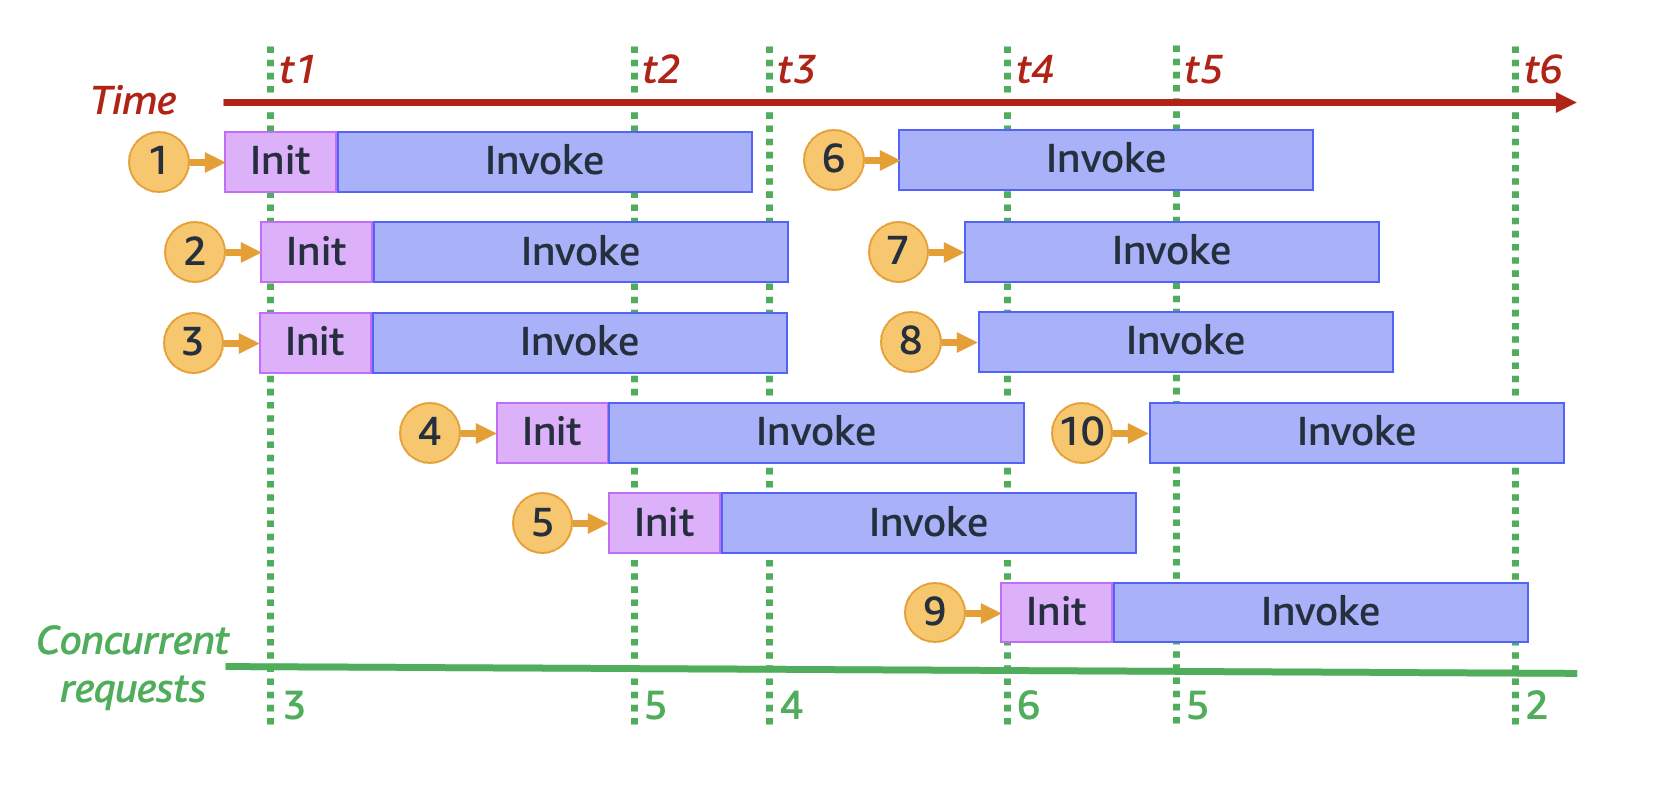 t1 t2 t3 t4 t5 t6
Time
1 Init Invoke 6 Invoke
2 Init Invoke 7 Invoke
3 Init Invoke 8 Invoke
4 Init Invoke 10 Invoke
5 Init Invoke
9 Init Invoke
Concurrent
requests
3 5 4 6 5 2